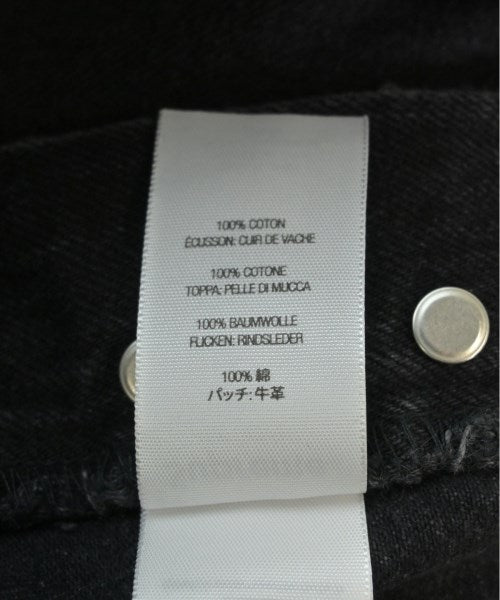 100% COTON
ÉCUSSON: CUIR DE VACHE
100% COTONE
TOPPA: PELLE DI MUCCA
100% BAUMWOLLE
FLICKEN: RINDSLEDER
100% 綿
パッチ: 牛革